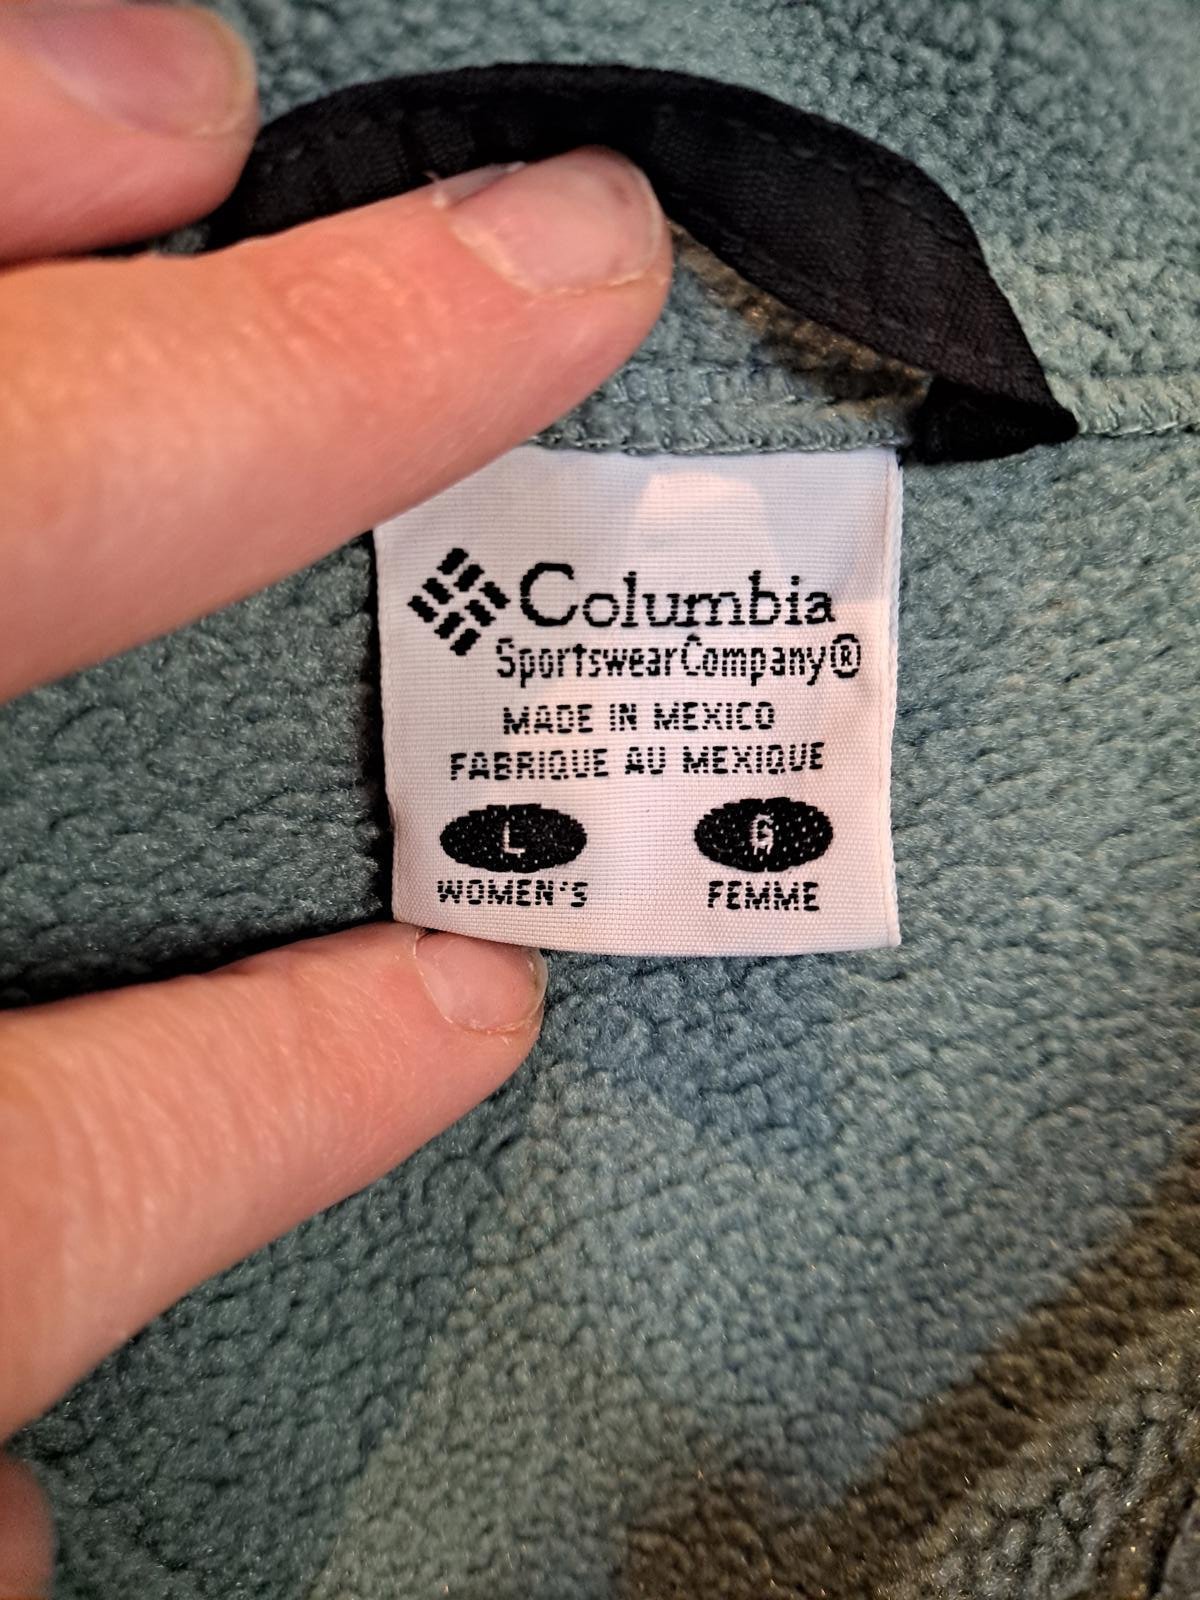 Columbia
SportswearCompany®
MADE IN MEXICO
FABRIQUE AU MEXIQUE
L G
WOMEN'S FEMME